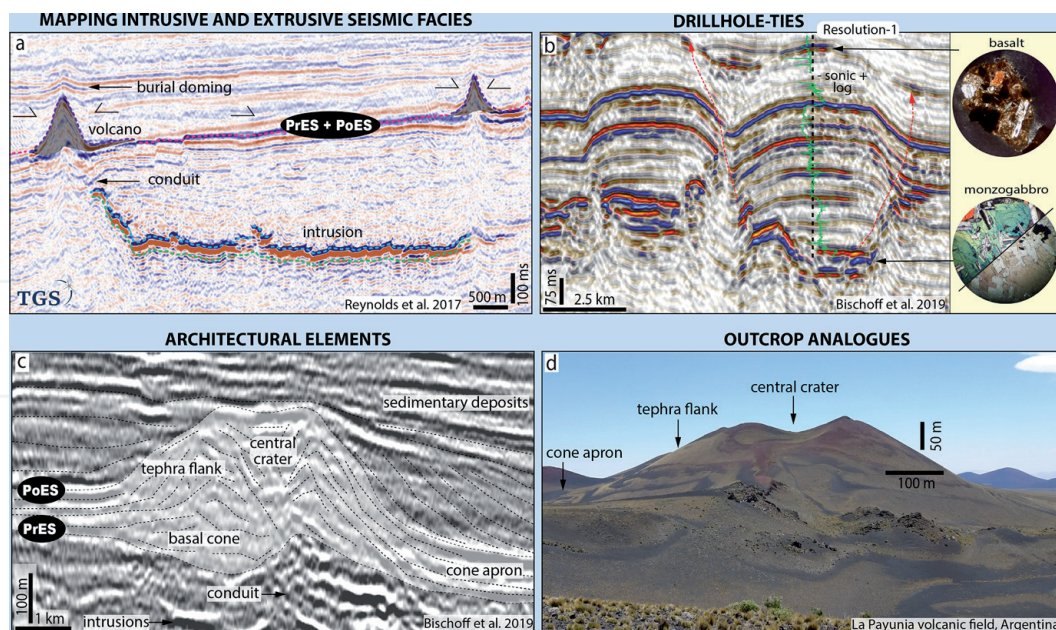 MAPPING INTRUSIVE AND EXTRUSIVE SEISMIC FACIES
a
burial doming
volcano
PrES + PoES
conduit
intrusion
TGS
500 m
100 ms
Reynolds et al. 2017
DRILLHOLE-TIES
b
Resolution-1
sonic +
log
basalt
monzogabbro
75 ms
2.5 km
Bischoff et al. 2019
ARCHITECTURAL ELEMENTS
c
sedimentary deposits
central
crater
tephra flank
PoES
PrES
basal cone
cone apron
conduit
100 m
1 km
intrusions
Bischoff et al. 2019
OUTCROP ANALOGUES
d
central crater
tephra flank
cone apron
50 m
100 m
La Payunia volcanic field, Argentina